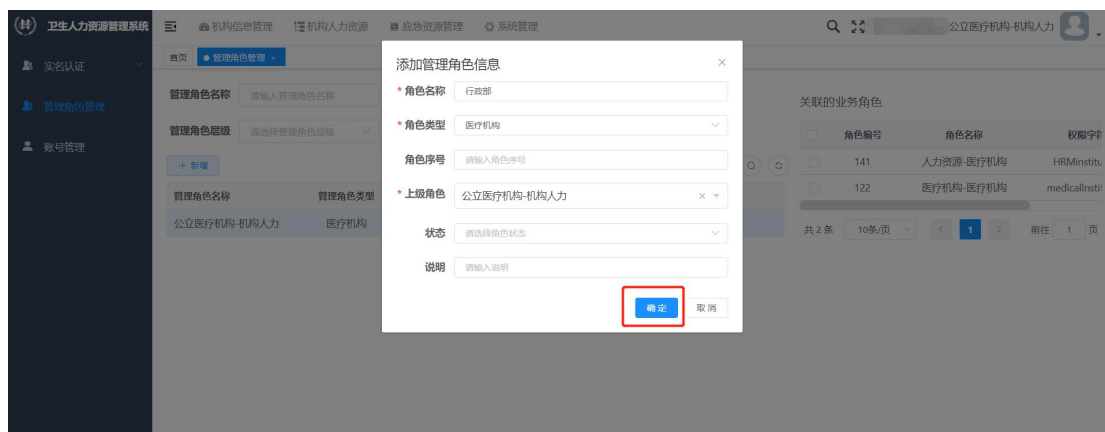 卫生人力资源管理系统 机构信息管理 机构人力资源 应急资源管理 系统管理 公立医疗机构-机构人力
首页 管理角色管理 ×
实名认证
管理角色管理
账号管理
管理角色名称 请输入管理角色名称
管理角色层级 请选择管理角色层级
+ 新增
管理角色名称 管理角色类型
公立医疗机构-机构人力 医疗机构
添加管理角色信息 ×
* 角色名称 行政部
* 角色类型 医疗机构
角色序号 请输入角色序号
* 上级角色 公立医疗机构-机构人力 ×
状态 请选择角色状态
说明 请输入说明
确定 取消
关联的业务角色
角色编号 角色名称 权限字
141 人力资源-医疗机构 HRMinstitu
122 医疗机构-医疗机构 medicalInstit
共 2 条 10条/页 < 1 > 前往 1 页